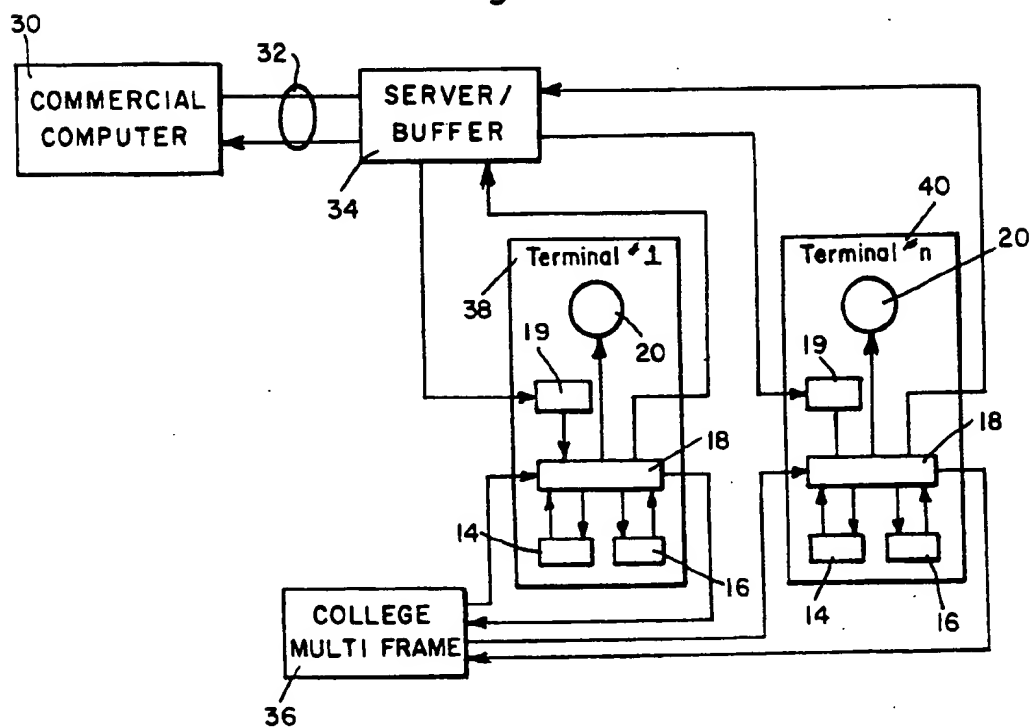 30
COMMERCIAL
COMPUTER
32
SERVER/
BUFFER
34
40
Terminal #1
38
20
19
18
14
16
Terminal #n
20
19
18
14
16
COLLEGE
MULTI FRAME
36